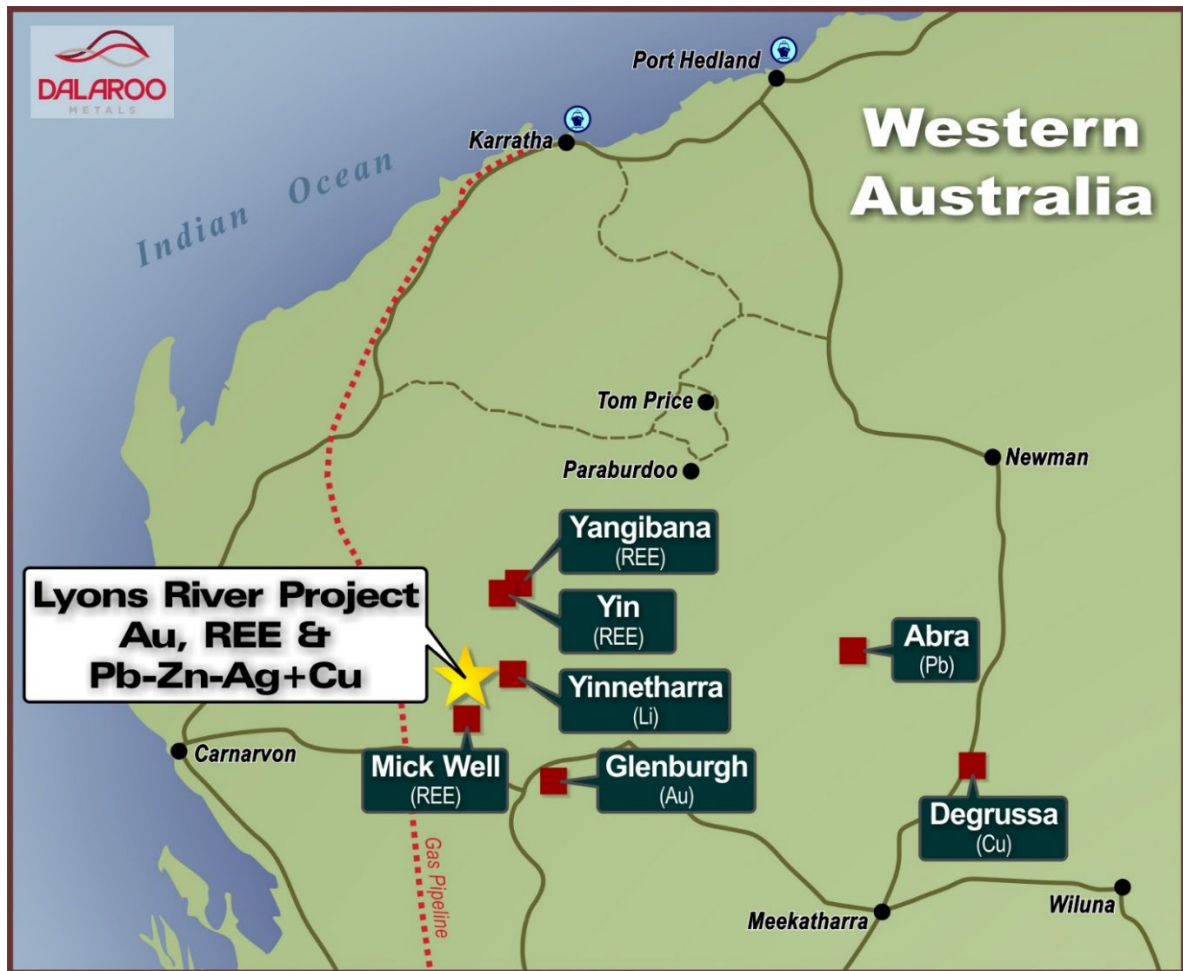 DALAROO
METALS
Port Hedland
Karratha
Western
Australia
Indian Ocean
Tom Price
Paraburdoo
Newman
Yangibana
(REE)
Lyons River Project
Au, REE &
Pb-Zn-Ag+Cu
Yin
(REE)
Abra
(Pb)
Yinnetharra
(Li)
Carnarvon
Mick Well
(REE)
Glenburgh
(Au)
Degrussa
(Cu)
Gas Pipeline
Meekatharra
Wiluna